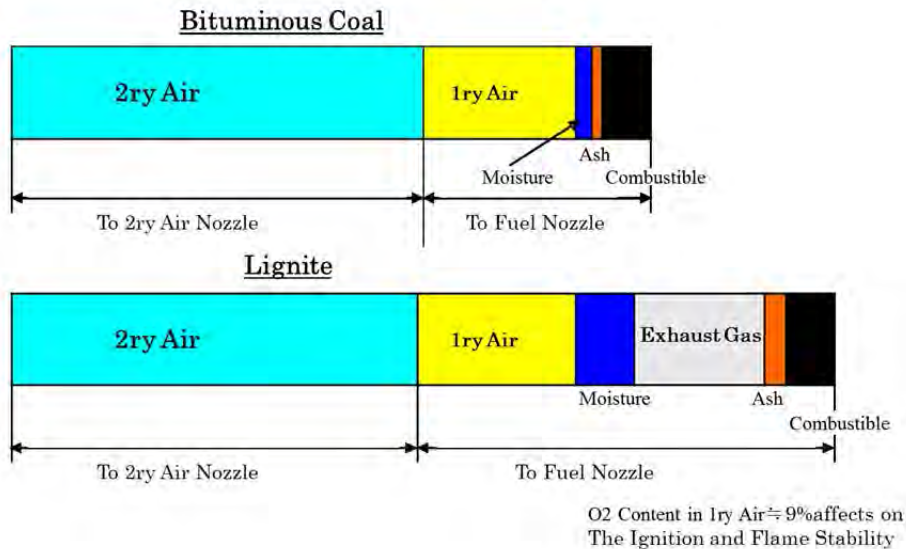 Bituminous Coal
2ry Air
1ry Air
Moisture
Ash
Combustible
To 2ry Air Nozzle
To Fuel Nozzle
Lignite
2ry Air
1ry Air
Exhaust Gas
Moisture
Ash
Combustible
To 2ry Air Nozzle
To Fuel Nozzle
O2 Content in 1ry Air≒9%affects on
The Ignition and Flame Stability